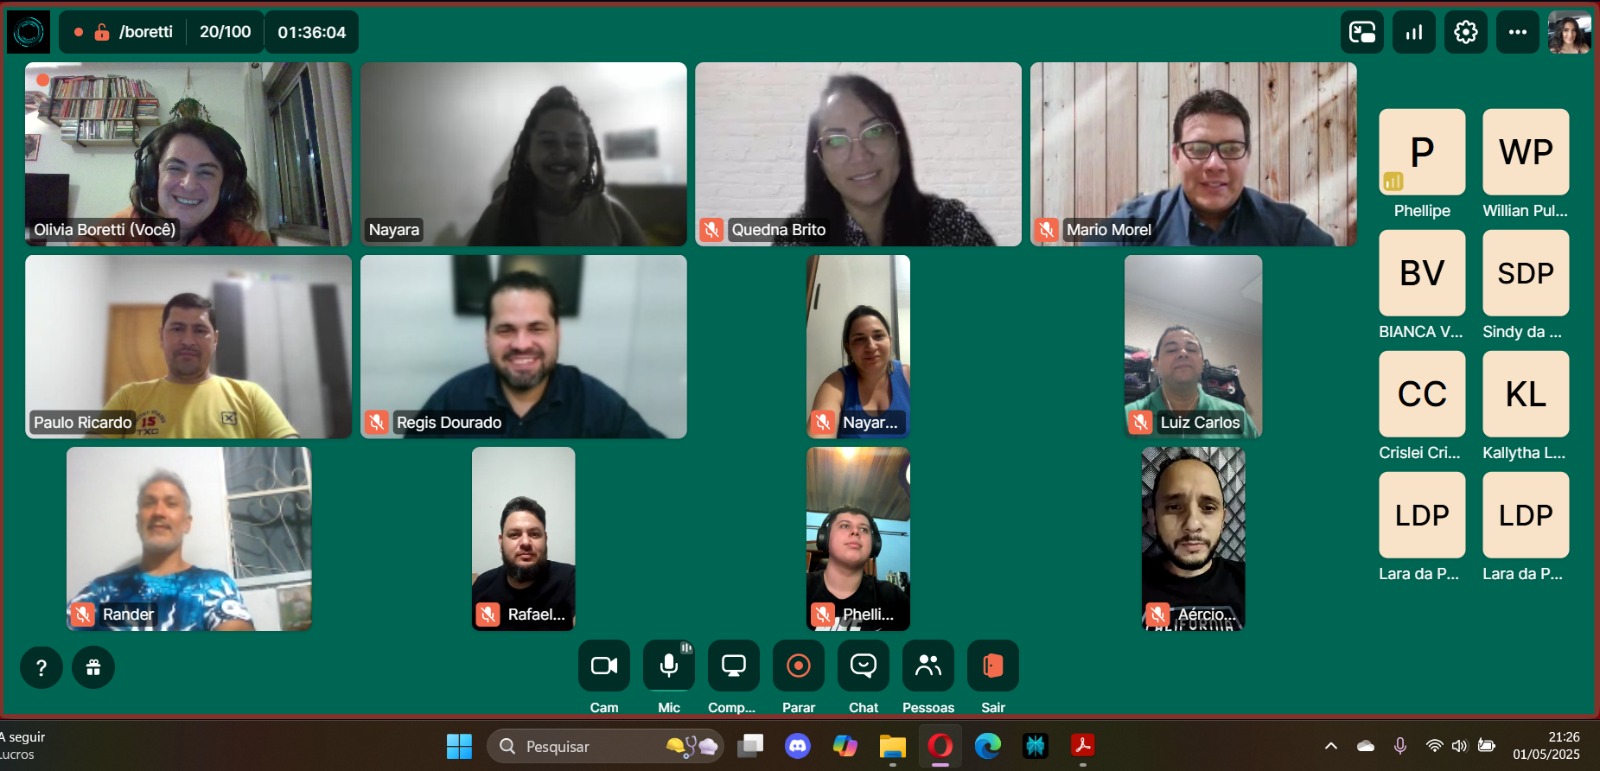 /boretti
20/100
01:36:04
Olivia Boretti (Você)
Nayara
Quedna Brito
Mario Morel
P
Phellipe
WP
Willian Pul...
BV
BIANCA V...
SDP
Sindy da ...
Paulo Ricardo
15
TXC
Regis Dourado
Nayar...
Luiz Carlos
CC
Crislei Cri...
KL
Kallytha L...
Rander
Rafael...
Phelli...
Aércio...
CALIFORNIA
LDP
Lara da P...
LDP
Lara da P...
?
Cam
Mic
Comp...
Parar
Chat
Pessoas
Sair
A seguir
Lucros
Pesquisar
21:26
01/05/2025